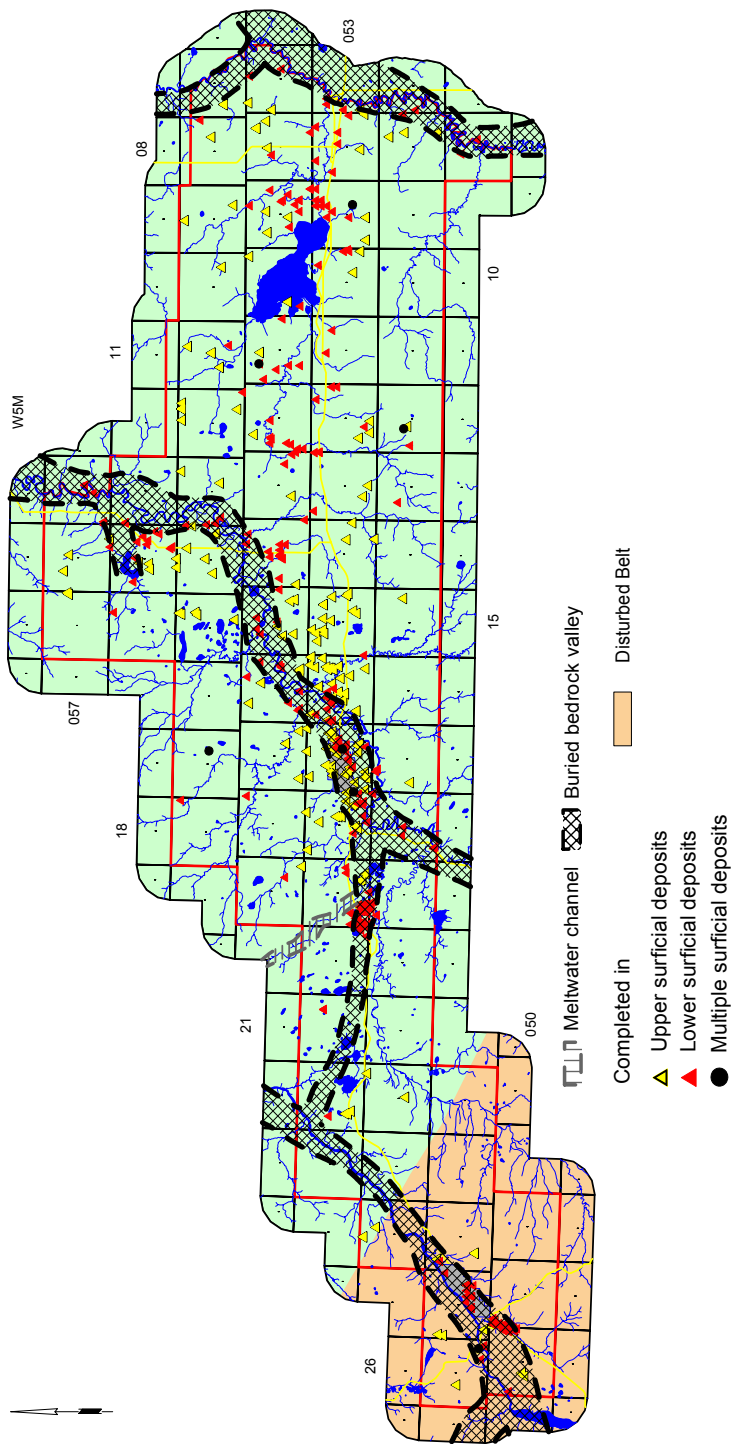 W5M
08
053
11
10
057
18
15
21
050
26
Meltwater channel
Buried bedrock valley
Completed in
Disturbed Belt
Upper surficial deposits
Lower surficial deposits
Multiple surficial deposits